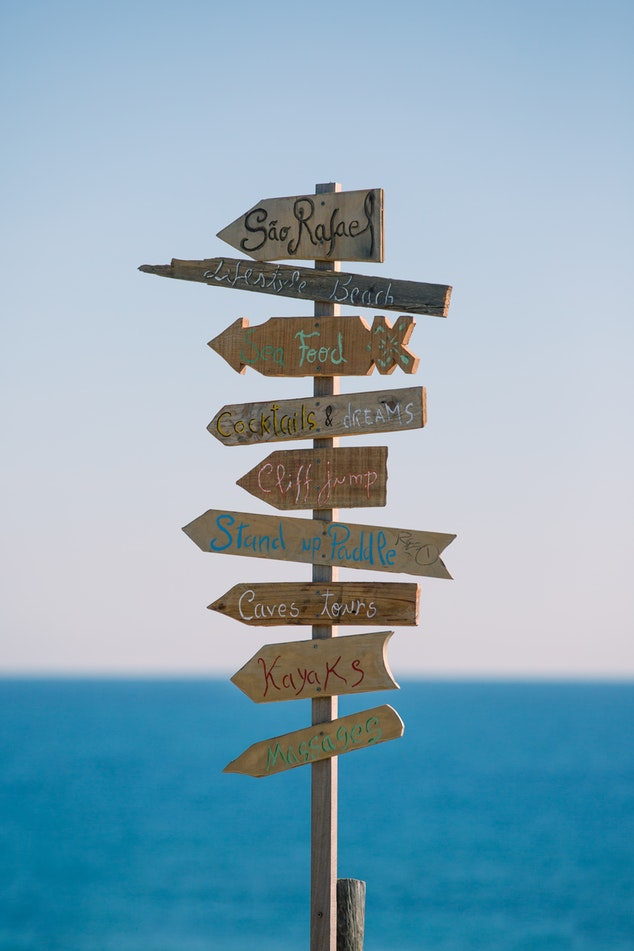 São Rafael
Lifestyle Beach
Sea Food
Cocktails & dREAMS
Cliff jump
Stand up Paddle
Caves tours
Kayaks
Massages